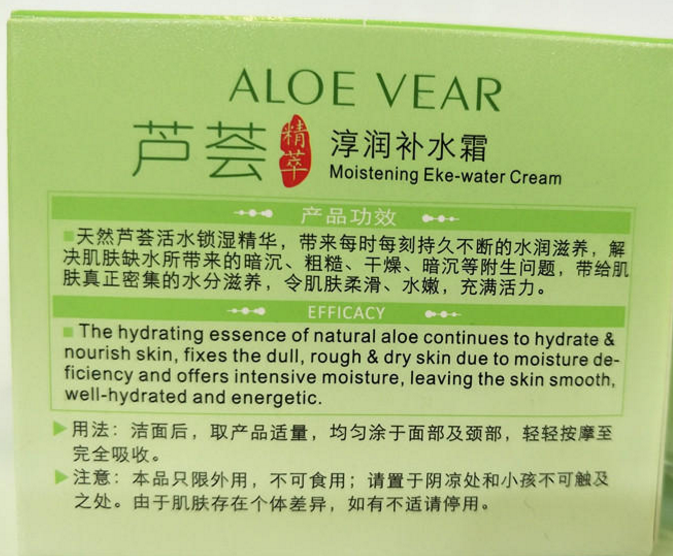 ALOE VEAR
芦荟 精萃 淳润补水霜
Moistening Eke-water Cream
产品功效
天然芦荟活水锁湿精华，带来每时每刻持久不断的水润滋养，解
决肌肤缺水所带来的暗沉、粗糙、干燥、暗沉等附生问题，带给肌
肤真正密集的水分滋养，令肌肤柔滑、水嫩，充满活力。
EFFICACY
The hydrating essence of natural aloe continues to hydrate &
nourish skin, fixes the dull, rough & dry skin due to moisture de-
ficiency and offers intensive moisture, leaving the skin smooth,
well-hydrated and energetic.
用法：洁面后，取产品适量，均匀涂于面部及颈部，轻轻按摩至
完全吸收。
注意：本品只限外用，不可食用；请置于阴凉处和小孩不可触及
之处。由于肌肤存在个体差异，如有不适请停用。